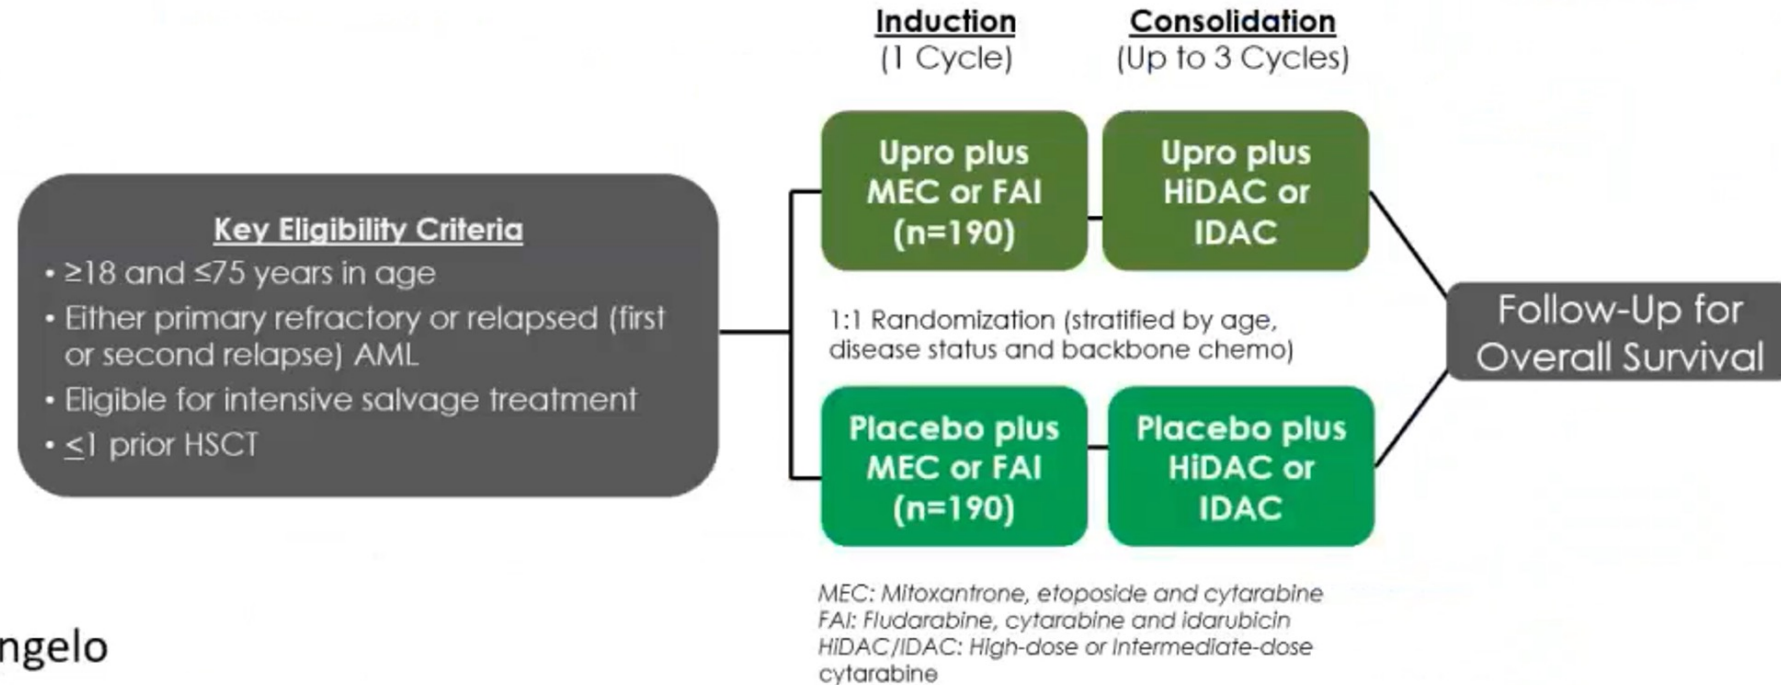 Induction
(1 Cycle)
Consolidation
(Up to 3 Cycles)
Key Eligibility Criteria
• ≥18 and ≤75 years in age
• Either primary refractory or relapsed (first
or second relapse) AML
• Eligible for intensive salvage treatment
• ≤1 prior HSCT
Upro plus
MEC or FAI
(n=190)
Upro plus
HiDAC or
IDAC
1:1 Randomization (stratified by age,
disease status and backbone chemo)
Placebo plus
MEC or FAI
(n=190)
Placebo plus
HiDAC or
IDAC
Follow-Up for
Overall Survival
MEC: Mitoxantrone, etoposide and cytarabine
FAI: Fludarabine, cytarabine and idarubicin
HiDAC/IDAC: High-dose or Intermediate-dose
cytarabine
ngelo